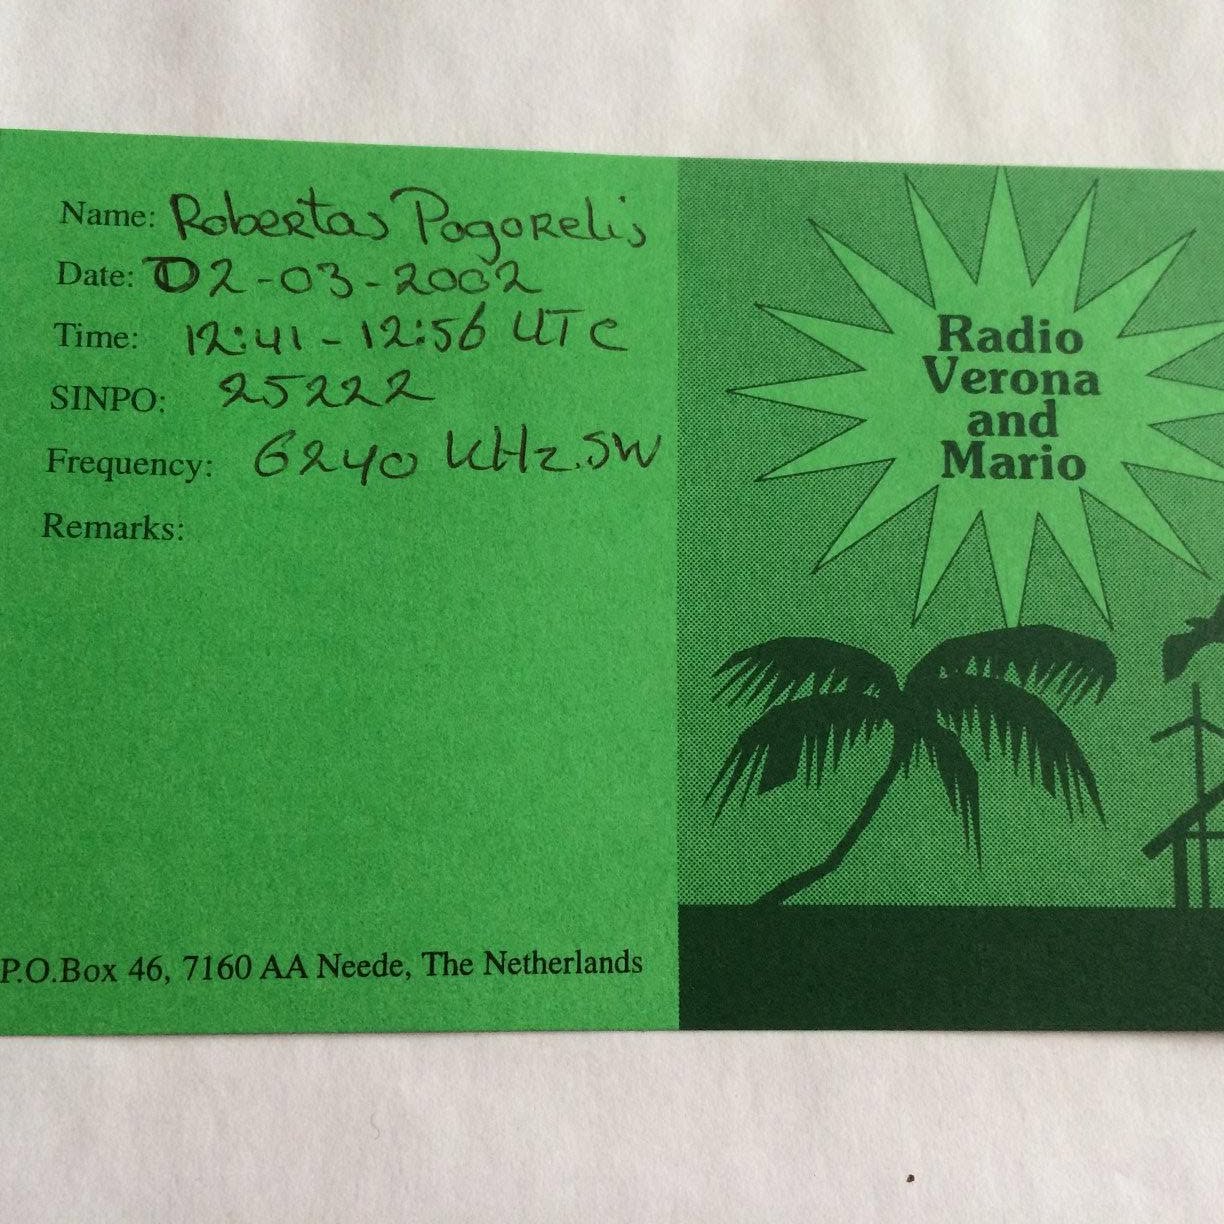 Name: Robertas Pogorelis
Date: 02-03-2002
Time: 12:41 - 12:56 UTC
SINPO: 25222
Frequency: 6240 KHz. SW
Remarks:
P.O.Box 46, 7160 AA Neede, The Netherlands
Radio
Verona
and
Mario